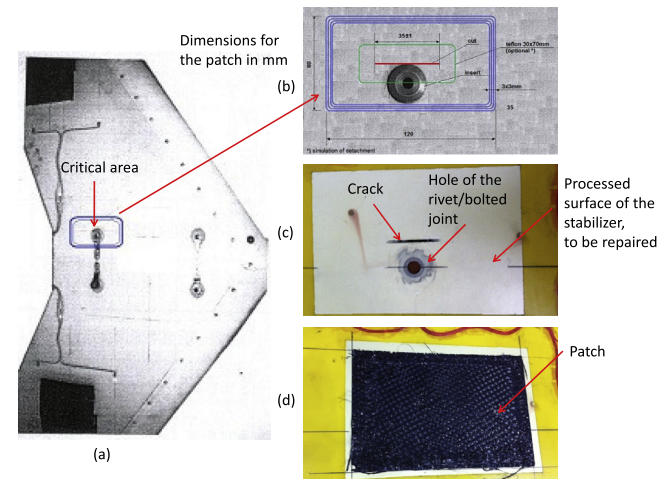 Dimensions for
the patch in mm
(b)
35±1
cut
teflon 30x70mm
(optional *)
insert
3x3mm
35
120
*) simulation of detachment
Critical area
(c)
Crack
Hole of the
rivet/bolted
joint
Processed
surface of the
stabilizer,
to be repaired
(d)
Patch
(a)